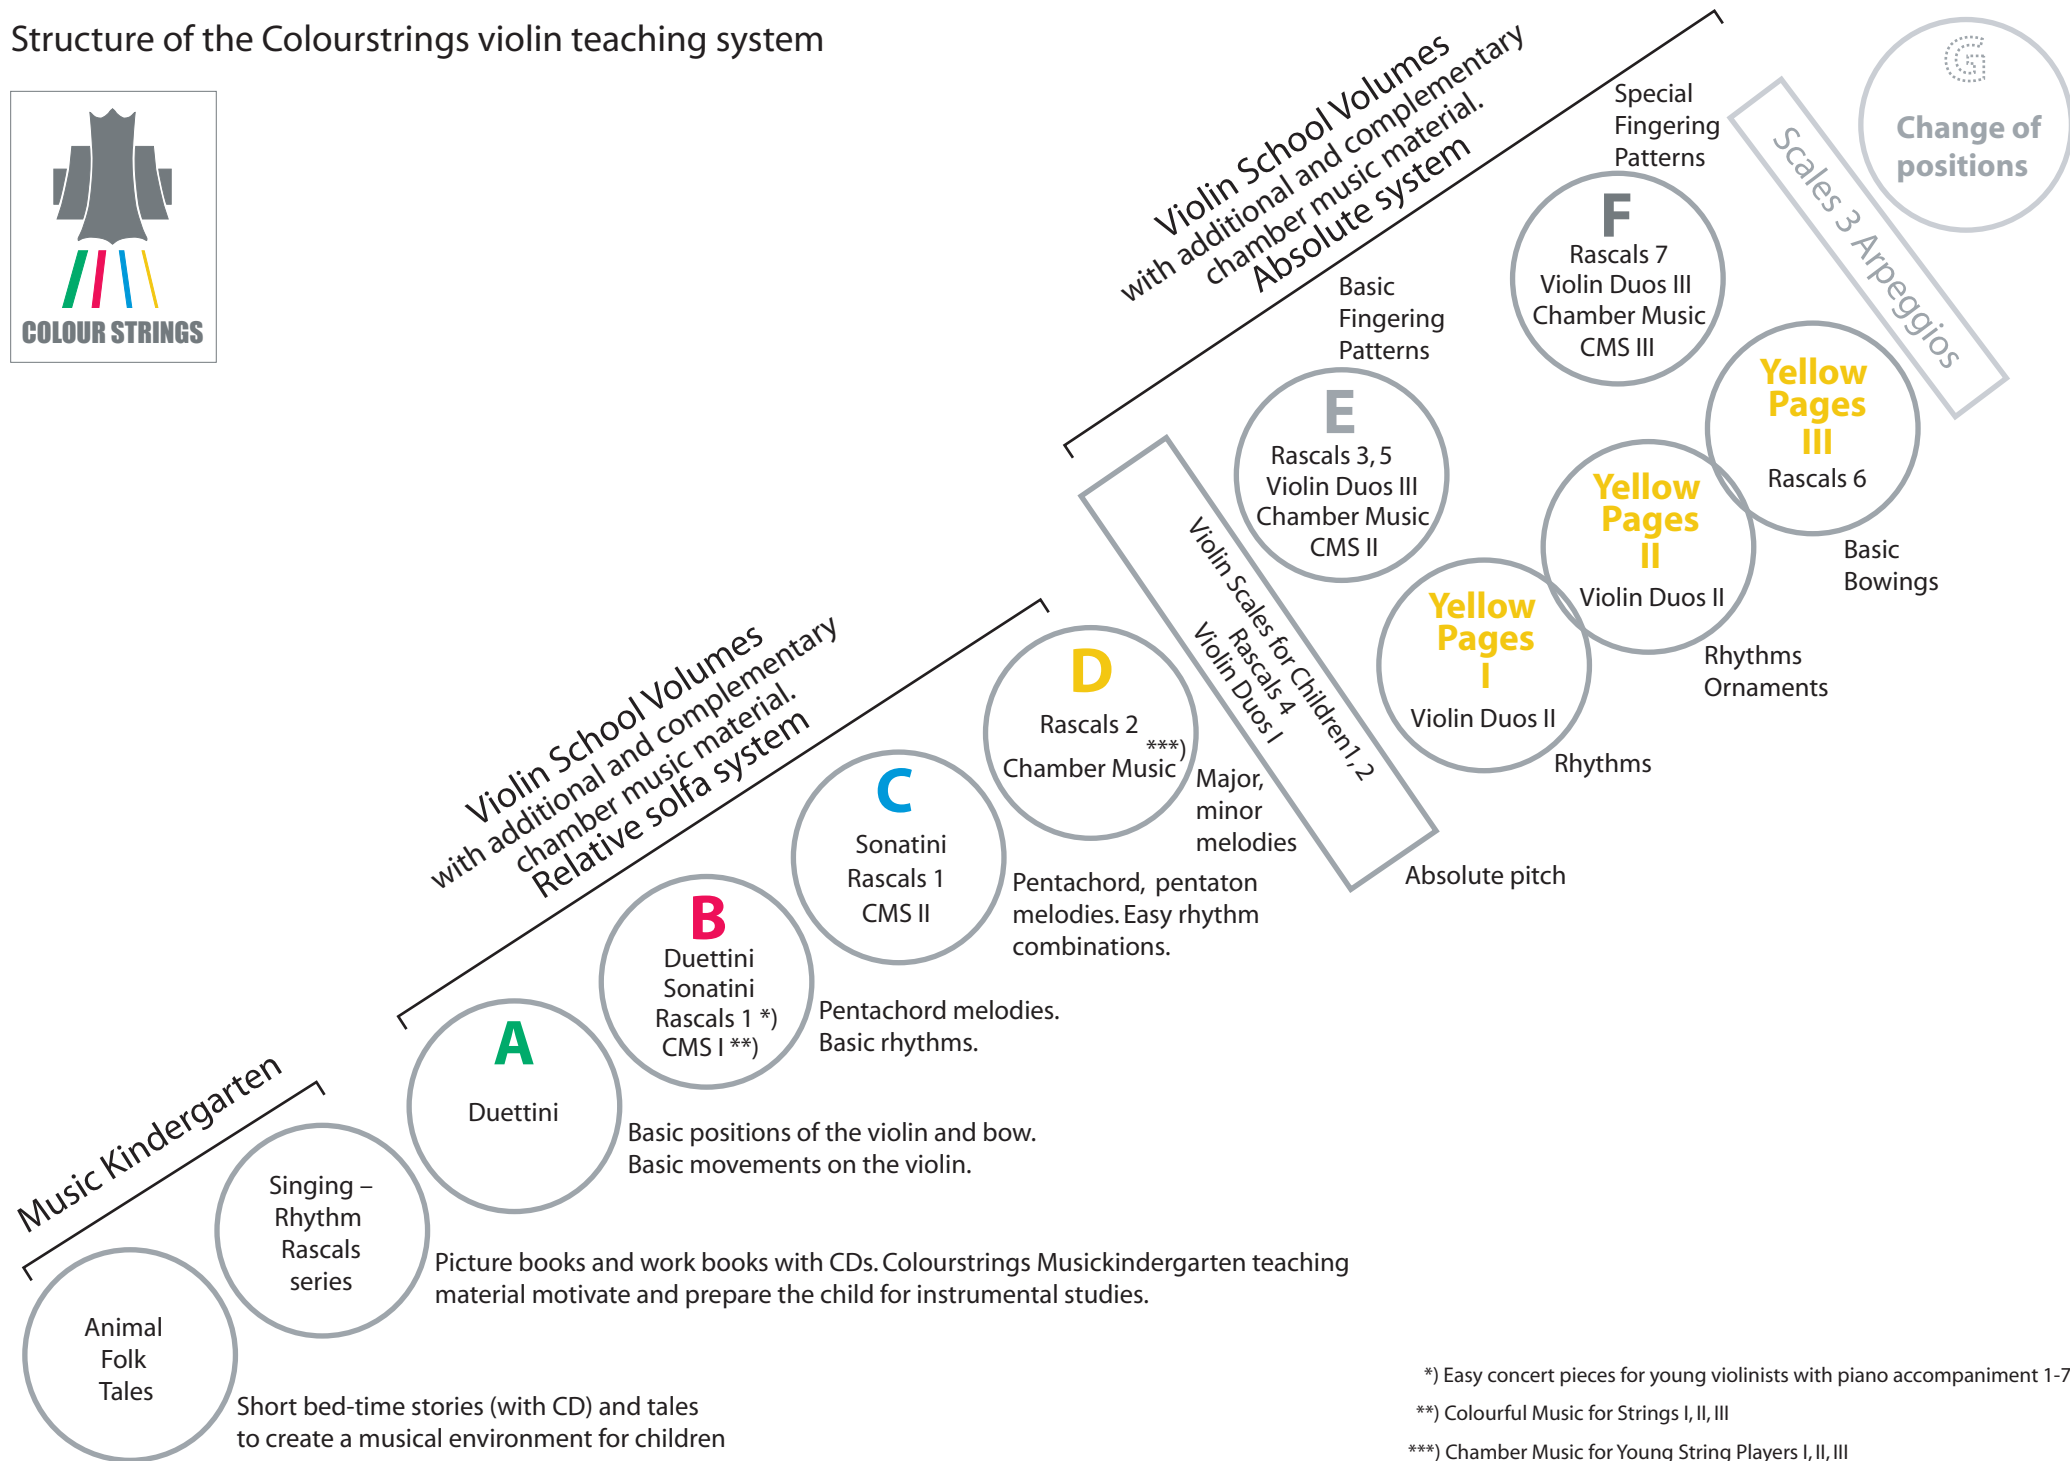 Structure of the Colourstrings violin teaching system
COLOUR STRINGS
Violin School Volumes
with additional and complementary
chamber music material.
Absolute system
G
Change of
positions
Scales 3 Arpeggios
Special
Fingering
Patterns
F
Rascals 7
Violin Duos III
Chamber Music
CMS III
Basic
Fingering
Patterns
E
Rascals 3, 5
Violin Duos III
Chamber Music
CMS II
Yellow
Pages
III
Rascals 6
Basic
Bowings
Yellow
Pages
II
Violin Duos II
Rhythms
Ornaments
Yellow
Pages
I
Violin Duos II
Rhythms
Violin Scales for Children1, 2
Rascals 4
Violin Duos I
Absolute pitch
Violin School Volumes
with additional and complementary
chamber music material.
Relative solfa system
D
Rascals 2
***)
Chamber Music
Major,
minor
melodies
C
Sonatini
Rascals 1
CMS II
Pentachord, pentaton
melodies. Easy rhythm
combinations.
B
Duettini
Sonatini
Rascals 1 *)
CMS I **)
Pentachord melodies.
Basic rhythms.
A
Duettini
Basic positions of the violin and bow.
Basic movements on the violin.
Music Kindergarten
Singing –
Rhythm
Rascals
series
Picture books and work books with CDs. Colourstrings Musickindergarten teaching
material motivate and prepare the child for instrumental studies.
Animal
Folk
Tales
Short bed-time stories (with CD) and tales
to create a musical environment for children
*) Easy concert pieces for young violinists with piano accompaniment 1-7
**) Colourful Music for Strings I, II, III
***) Chamber Music for Young String Players I, II, III